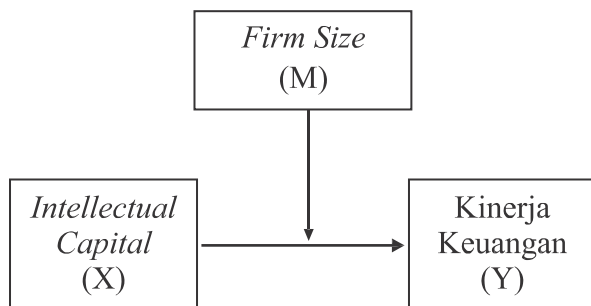 Firm Size
(M)
Intellectual
Capital
(X)
Kinerja
Keuangan
(Y)